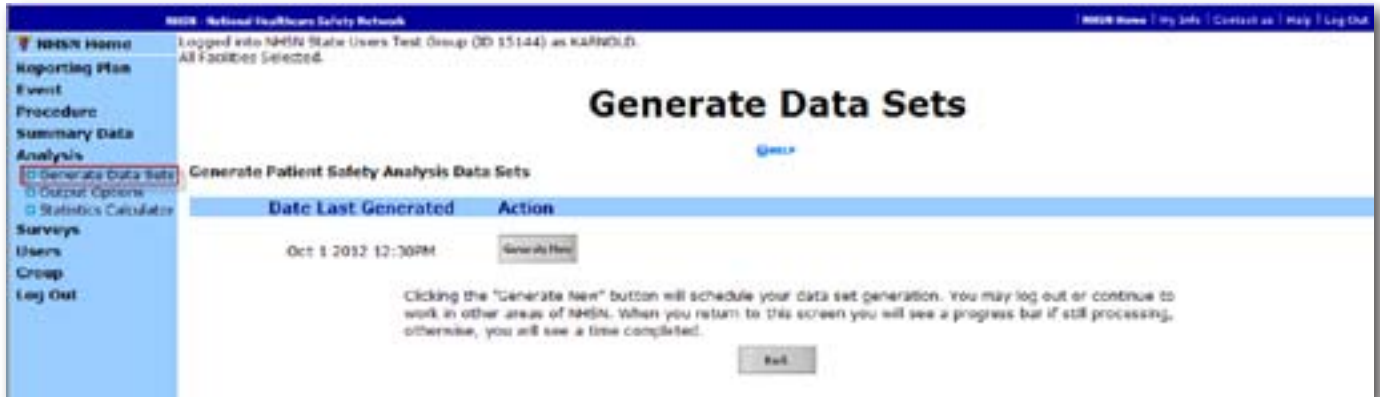 NHSN - National Healthcare Safety Network
NHSN Home | My Info | Contact us | Help | Log Out
NHSN Home
Logged into NHSN State Users Test Group (ID 15144) as KARNOLD.
All Facilities Selected.
Reporting Plan
Event
Procedure
Summary Data
Analysis
Generate Data Sets
Output Options
Statistics Calculator
Surveys
Users
Group
Log Out
Generate Data Sets
HELP
Generate Patient Safety Analysis Data Sets
Date Last Generated Action
Oct 1 2012 12:30PM Generate New
Clicking the "Generate New" button will schedule your data set generation. You may log out or continue to
work in other areas of NHSN. When you return to this screen you will see a progress bar if still processing,
otherwise, you will see a time completed.
Back